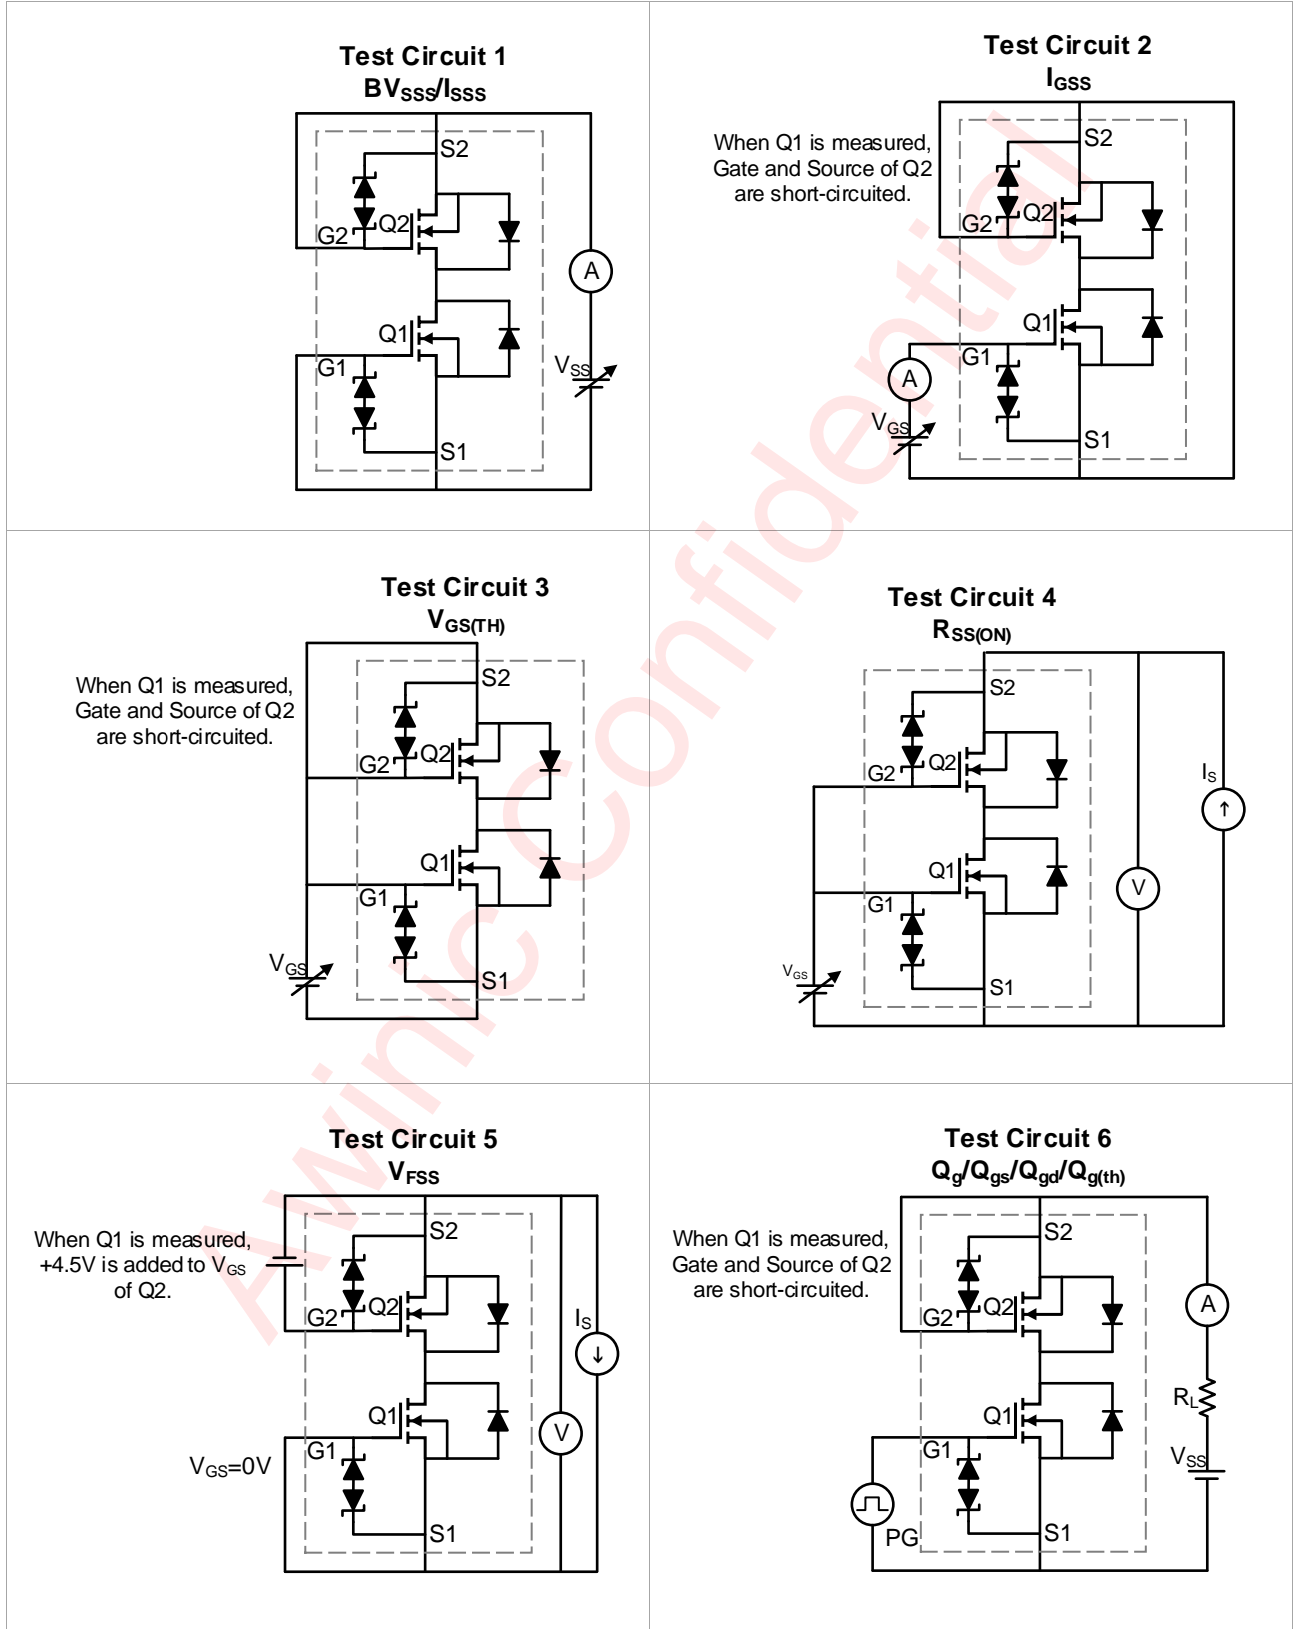 Test Circuit 1
BVSSS/ISSS
S2
Q2
G2
A
Q1
G1
VSS
S1
Test Circuit 2
IGSS
When Q1 is measured,
Gate and Source of Q2
are short-circuited.
S2
Q2
G2
Q1
G1
A
VGS
S1
Test Circuit 3
VGS(TH)
When Q1 is measured,
Gate and Source of Q2
are short-circuited.
S2
Q2
G2
Q1
G1
VGS
S1
Test Circuit 4
RSS(ON)
S2
Q2
G2
IS
Q1
G1
V
VGS
S1
Test Circuit 5
VFSS
When Q1 is measured,
+4.5V is added to VGS
of Q2.
S2
Q2
G2
IS
Q1
G1
V
VGS=0V
S1
Test Circuit 6
Qg/Qgs/Qgd/Qg(th)
When Q1 is measured,
Gate and Source of Q2
are short-circuited.
S2
Q2
G2
A
RL
Q1
G1
VSS
PG
S1
Awinic Confidential